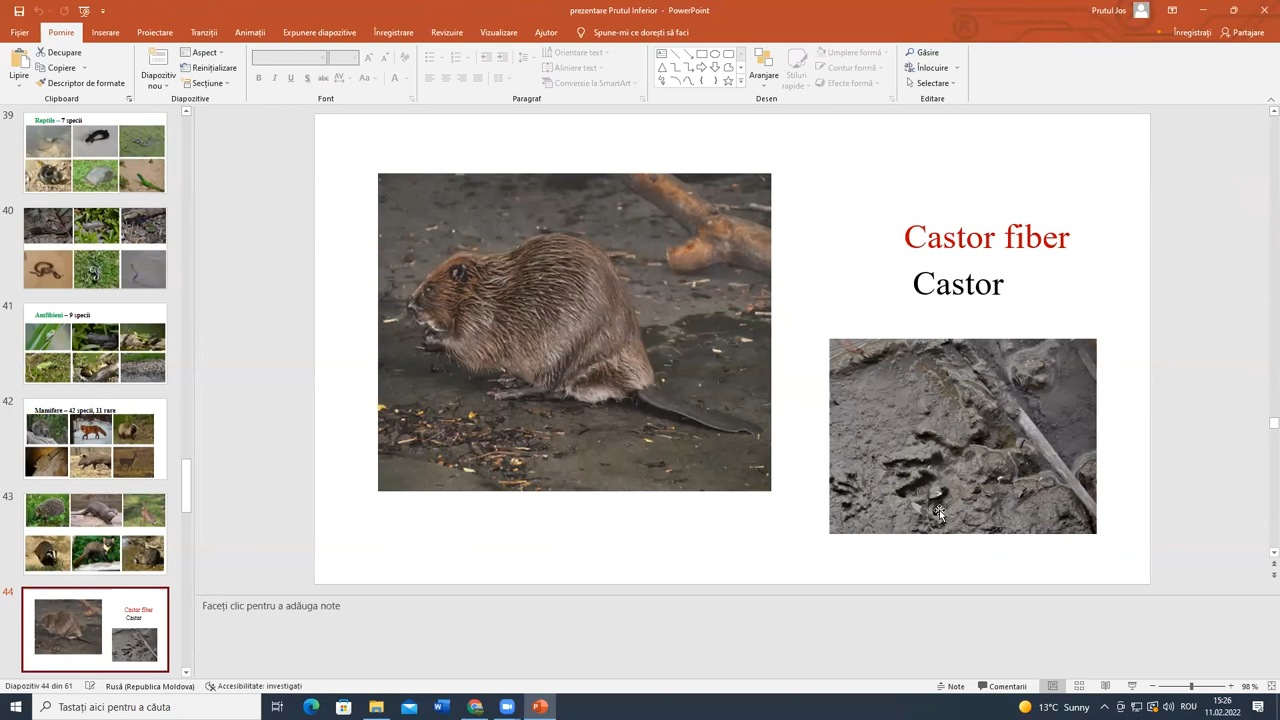 prezentare Prutul Inferior - PowerPoint
Prutul Jos
Fișier Pornire Inserare Proiectare Tranziții Animații Expunere diapozitive Înregistrare Revizuire Vizualizare Ajutor Spune-mi ce dorești să faci Înregistrați Partajare
Lipire
Decupare
Copiere
Descriptor de formate
Clipboard
Diapozitiv nou
Aspect
Reinițializare
Secțiune
Diapozitive
Font
Orientare text
Aliniere text
Conversie la SmartArt
Paragraf
Aranjare
Stiluri rapide
Umplere formă
Contur formă
Efecte formă
Desen
Găsire
Înlocuire
Selectare
Editare
39
Reptile – 7 specii
40
41
Amfibieni – 9 specii
42
Mamifere – 42 specii, 11 rare
43
44
Castor fiber
Castor
Castor fiber
Castor
Faceți clic pentru a adăuga note
Diapozitiv 44 din 61 Rusă (Republica Moldova) Accesibilitate: investigați Note Comentarii 98 %
Tastați aici pentru a căuta
13°C Sunny ROU 15:26
11.02.2022